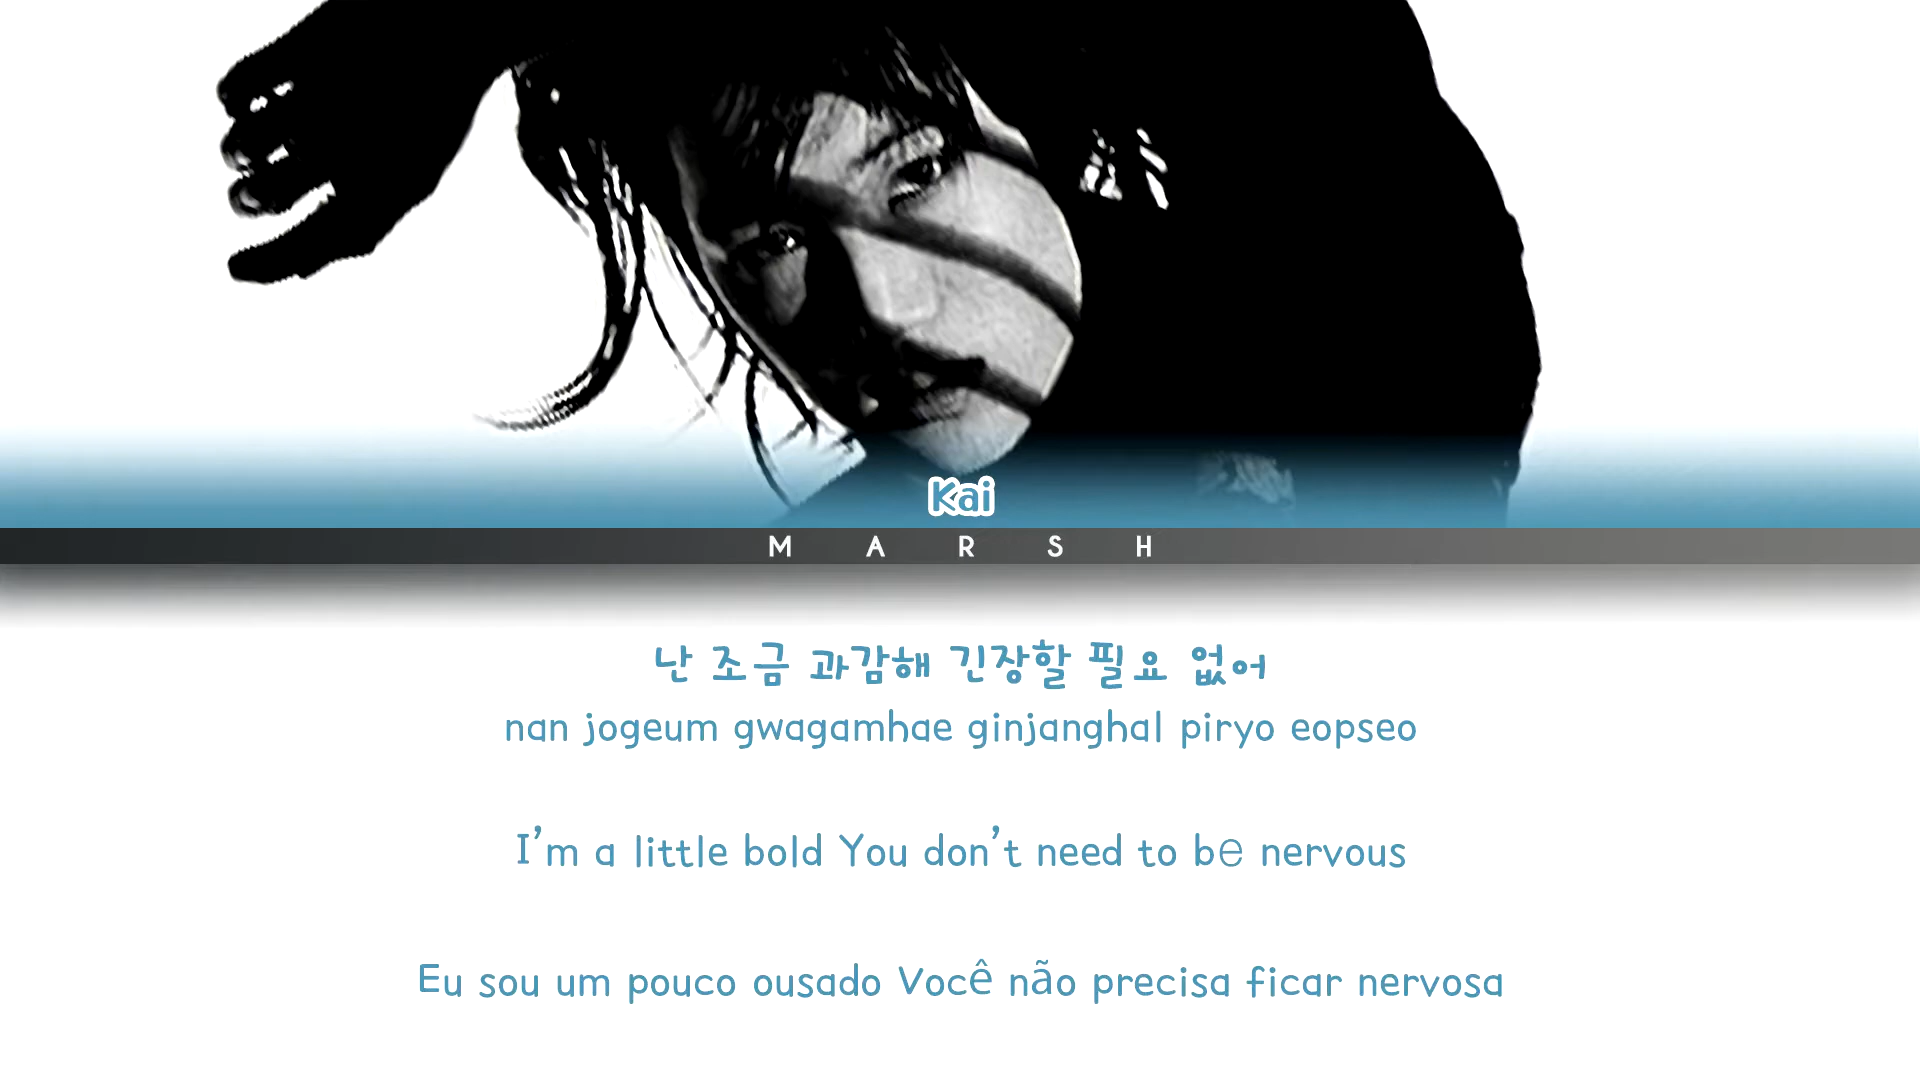 Kai
M A R S H
난 조금 과감해 긴장할 필요 없어
nan jogeum gwagamhae ginjanghal piryo eopseo
I’m a little bold You don’t need to be nervous
Eu sou um pouco ousado Você não precisa ficar nervosa